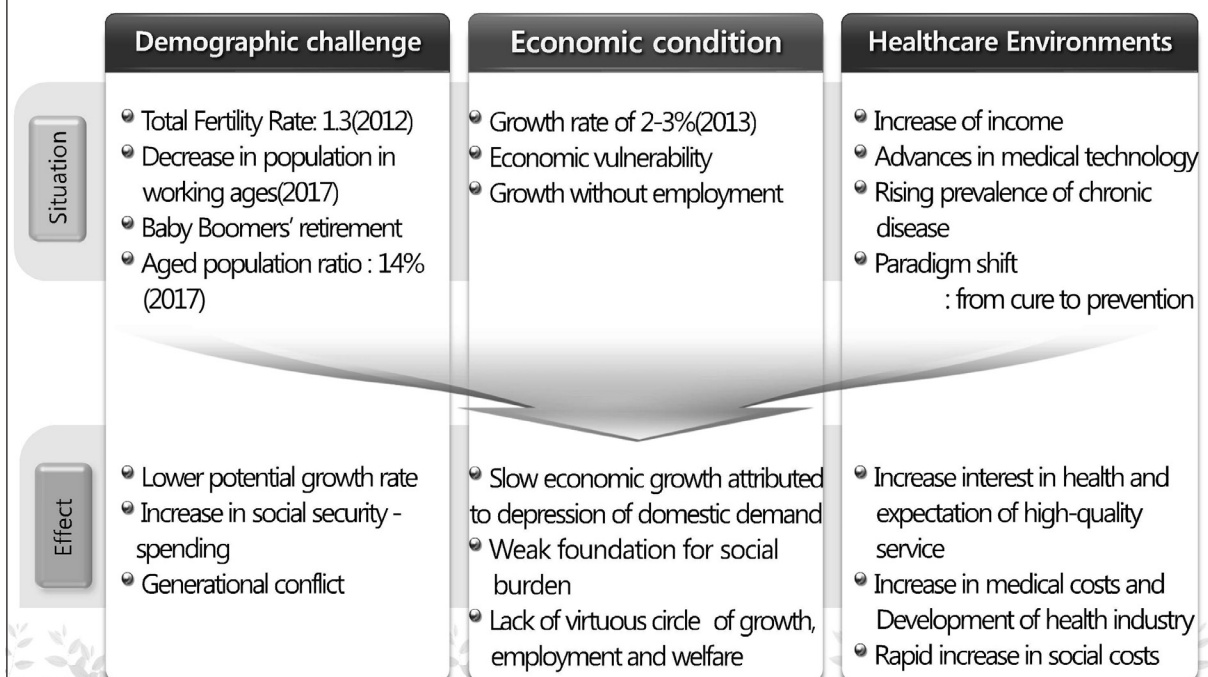 Demographic challenge
Economic condition
Healthcare Environments
Situation
Total Fertility Rate: 1.3(2012)
Decrease in population in
working ages(2017)
Baby Boomers' retirement
Aged population ratio : 14%
(2017)
Growth rate of 2-3%(2013)
Economic vulnerability
Growth without employment
Increase of income
Advances in medical technology
Rising prevalence of chronic
disease
Paradigm shift
: from cure to prevention
Effect
Lower potential growth rate
Increase in social security -
spending
Generational conflict
Slow economic growth attributed
to depression of domestic demand
Weak foundation for social
burden
Lack of virtuous circle of growth,
employment and welfare
Increase interest in health and
expectation of high-quality
service
Increase in medical costs and
Development of health industry
Rapid increase in social costs